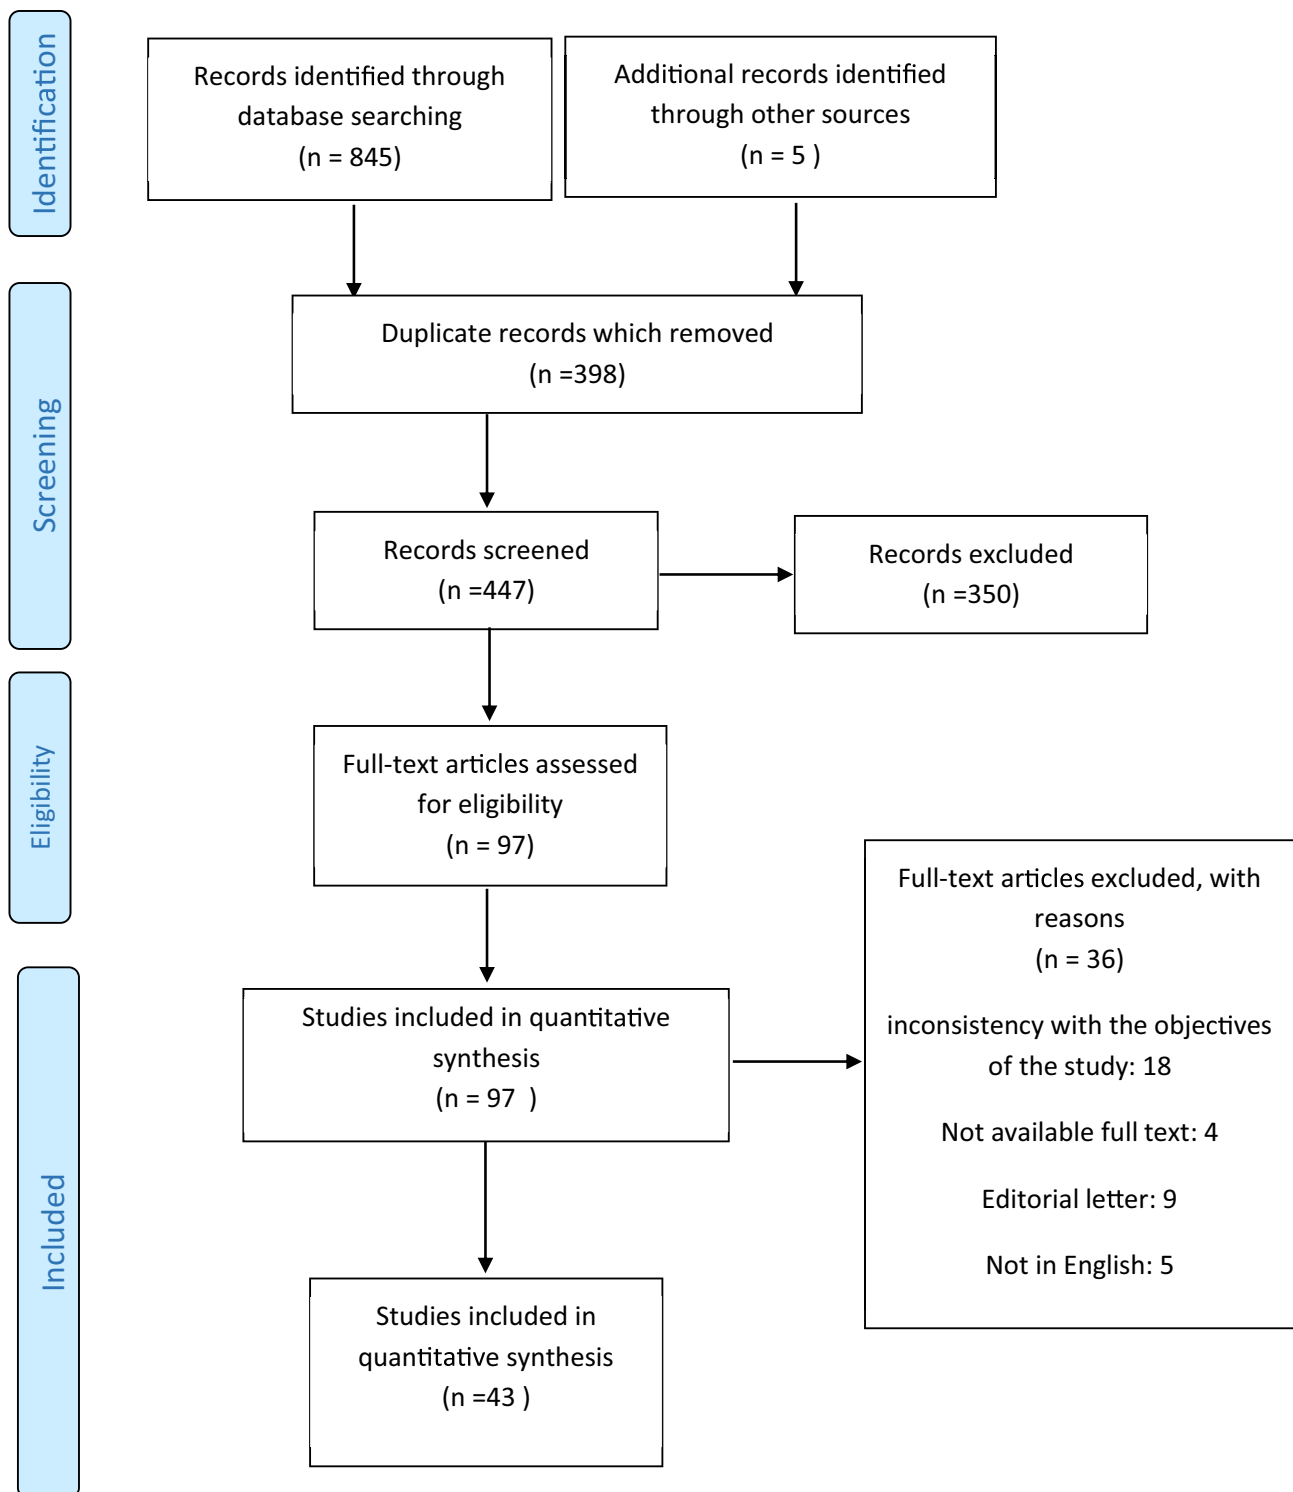 Identification
Records identified through
database searching
(n = 845)
Additional records identified
through other sources
(n = 5 )
Screening
Duplicate records which removed
(n =398)
Records screened
(n =447)
Records excluded
(n =350)
Eligibility
Full-text articles assessed
for eligibility
(n = 97)
Full-text articles excluded, with
reasons
(n = 36)
inconsistency with the objectives
of the study: 18
Not available full text: 4
Editorial letter: 9
Not in English: 5
Included
Studies included in quantitative
synthesis
(n = 97 )
Studies included in
quantitative synthesis
(n =43 )